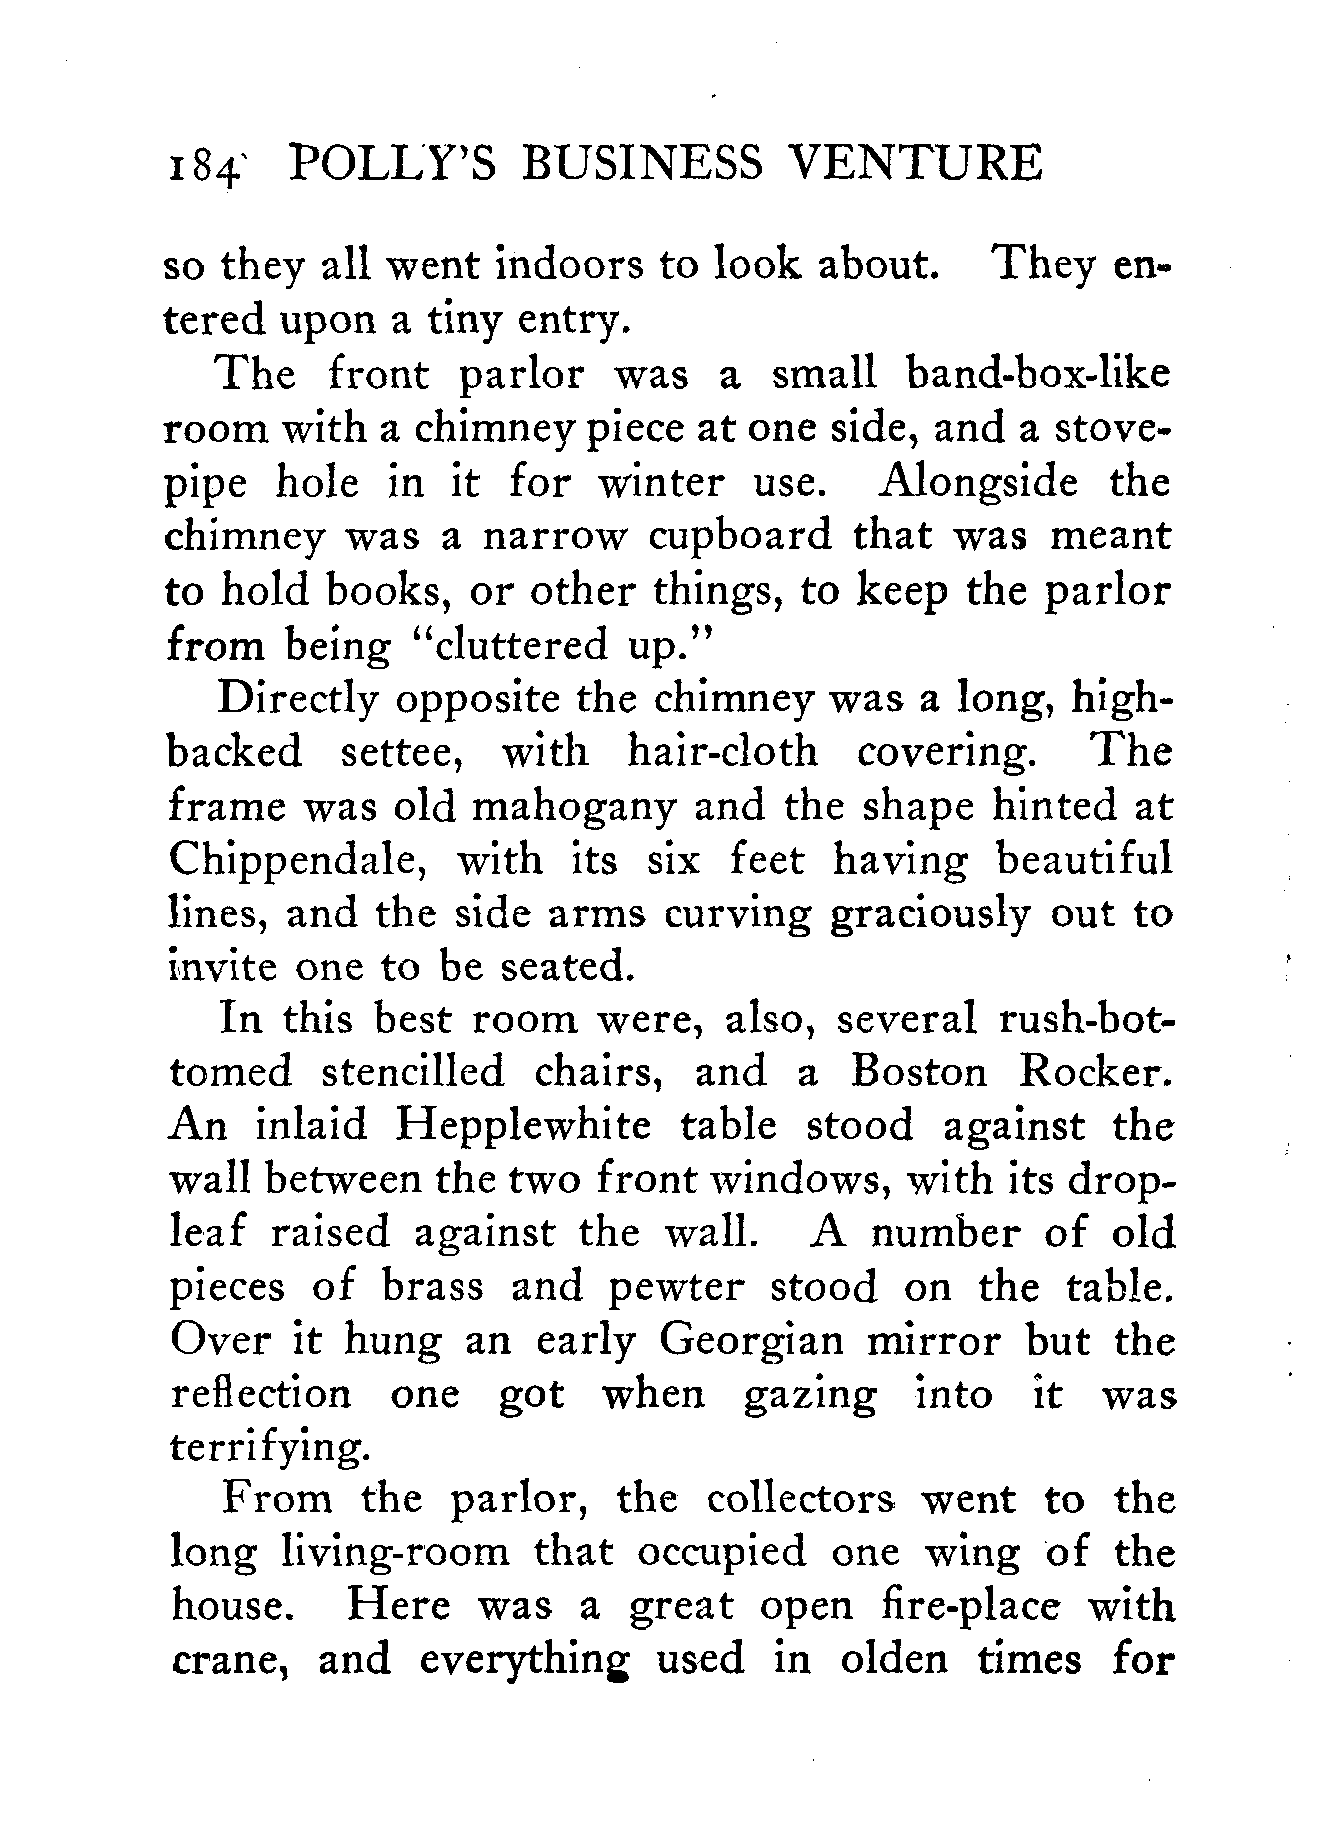 184 POLLY'S BUSINESS VENTURE
so they all went indoors to look about. They en-
tered upon a tiny entry.
The front parlor was a small band-box-like
room with a chimney piece at one side, and a stove-
pipe hole in it for winter use. Alongside the
chimney was a narrow cupboard that was meant
to hold books, or other things, to keep the parlor
from being "cluttered up."
Directly opposite the chimney was a long, high-
backed settee, with hair-cloth covering. The
frame was old mahogany and the shape hinted at
Chippendale, with its six feet having beautiful
lines, and the side arms curving graciously out to
invite one to be seated.
In this best room were, also, several rush-bot-
tomed stencilled chairs, and a Boston Rocker.
An inlaid Hepplewhite table stood against the
wall between the two front windows, with its drop-
leaf raised against the wall. A number of old
pieces of brass and pewter stood on the table.
Over it hung an early Georgian mirror but the
reflection one got when gazing into it was
terrifying.
From the parlor, the collectors went to the
long living-room that occupied one wing of the
house. Here was a great open fire-place with
crane, and everything used in olden times for